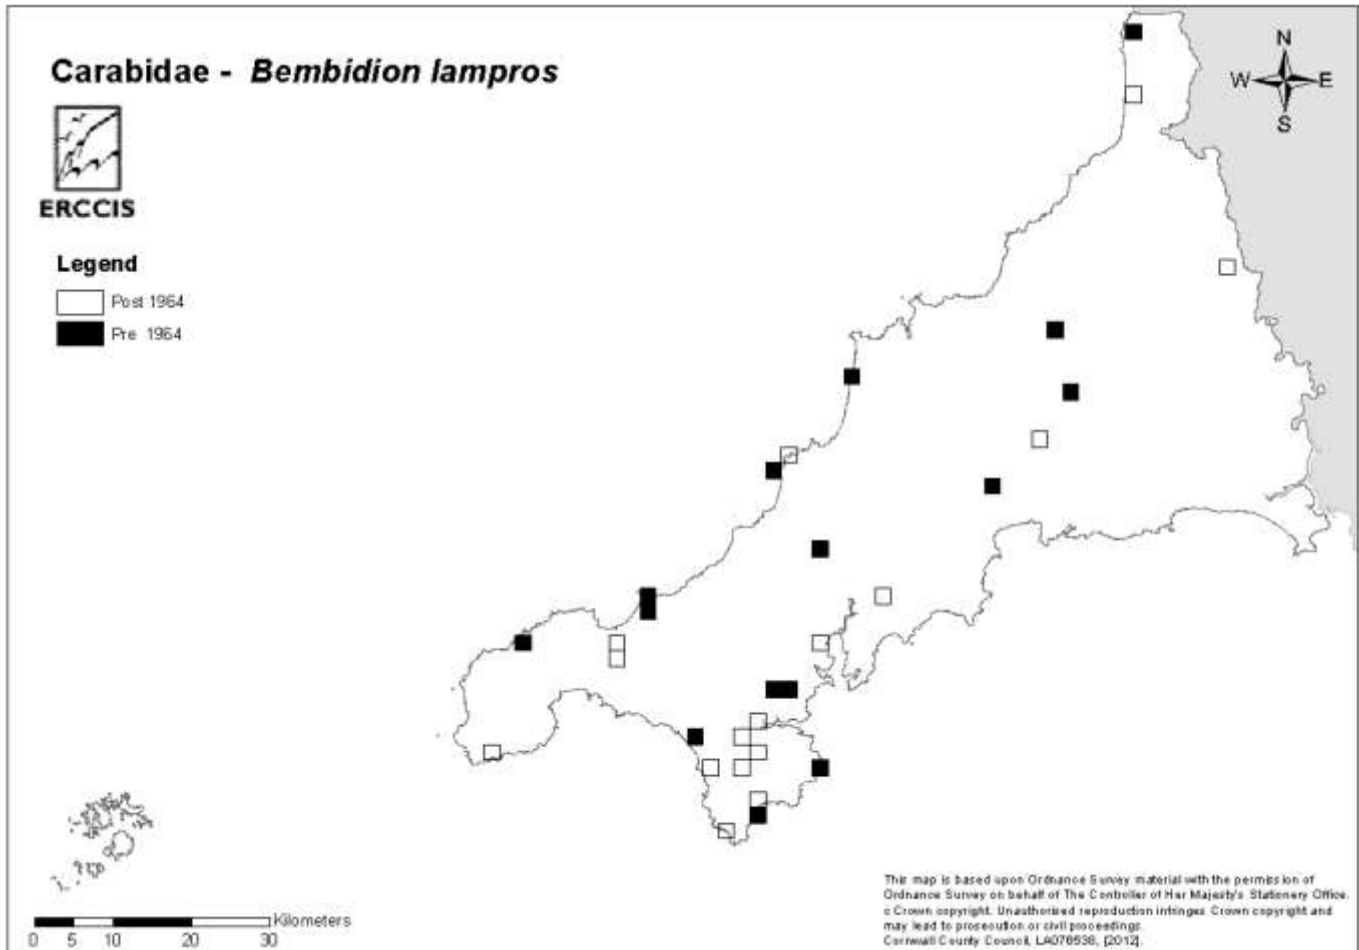 Carabidae - Bembidion lampros
N
W E
S
ERCCIS
Legend
Post 1964
Pre 1964
This map is based upon Ordnance Survey material with the permission of
Ordnance Survey on behalf of The Controller of Her Majesty's Stationery Office.
c Crown copyright. Unauthorised reproduction infringes Crown copyright and
may lead to prosecution or civil proceedings.
Cornwall County Council, LA076538, [2012].
Kilometers
0 5 10 20 30